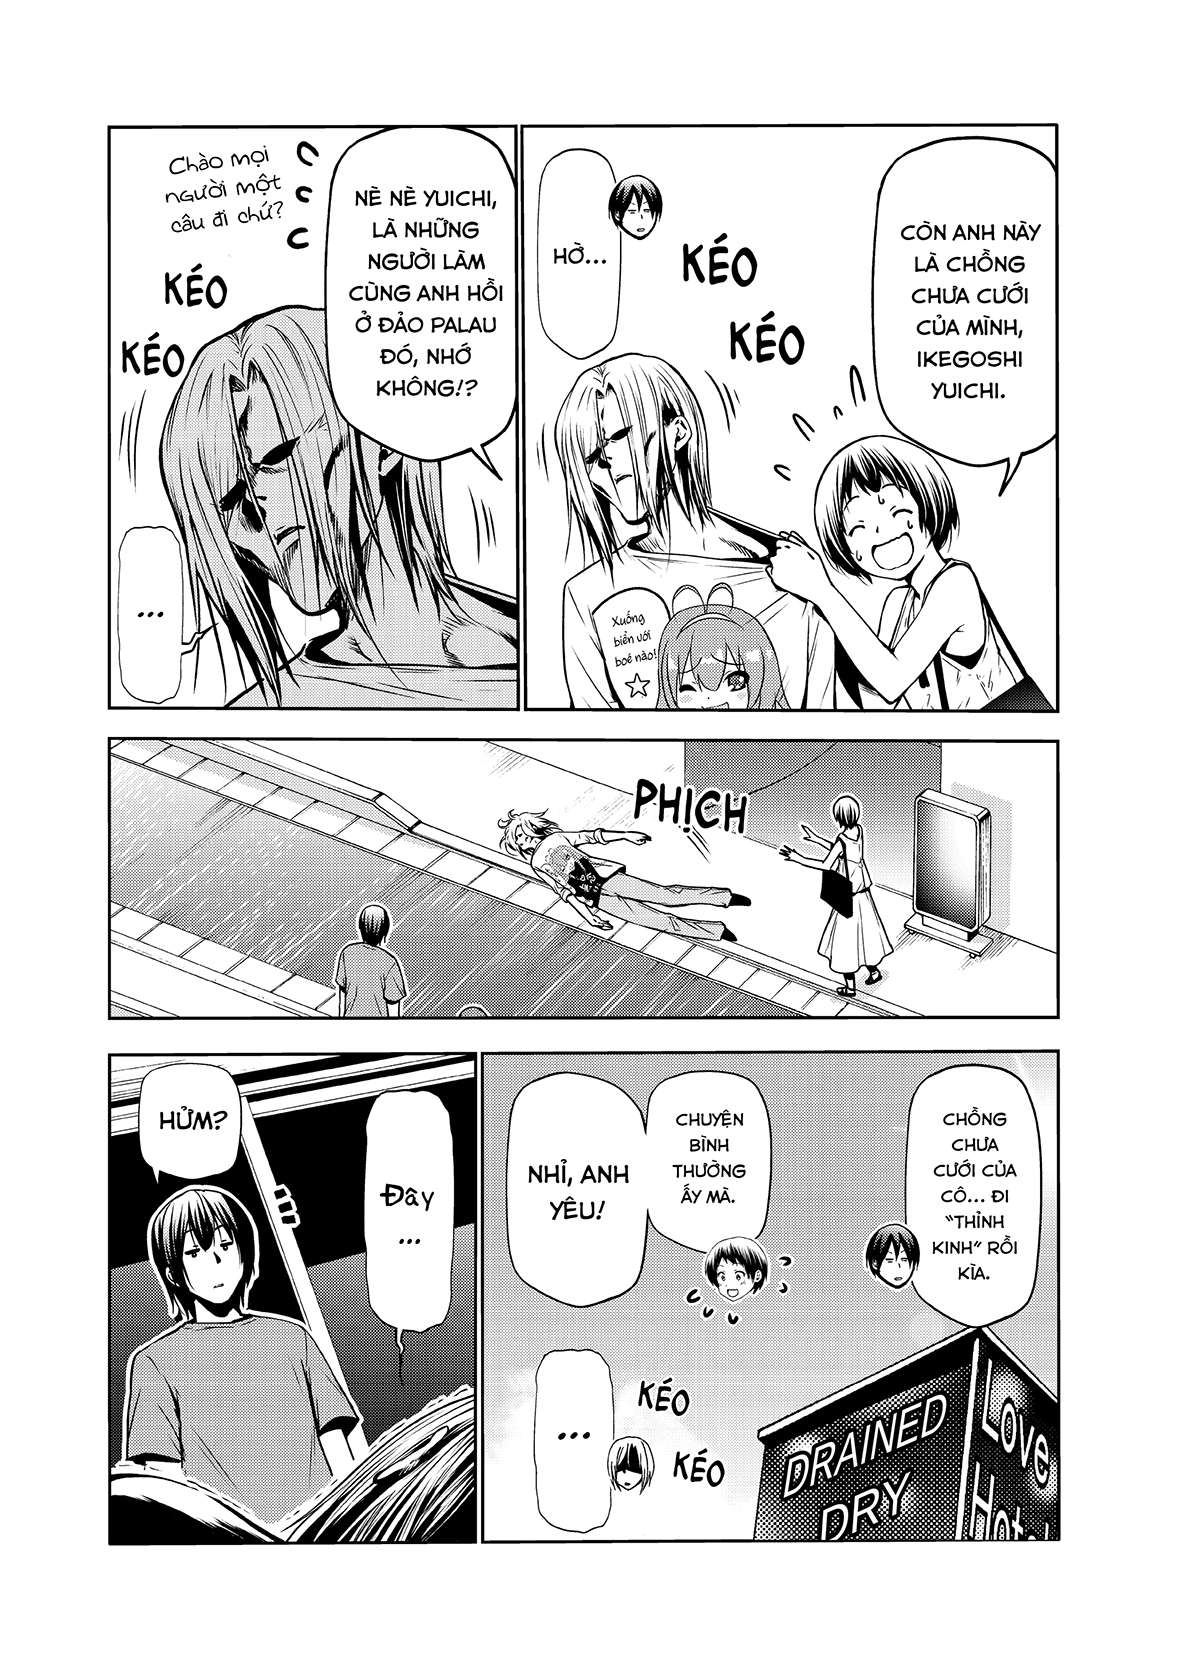 CÒN ANH NÀY
LÀ CHỒNG
CHƯA CƯỚI
CỦA MÌNH,
IKEGOSHI
YUICHI.
KÉO
KÉO
HỜ...
Xuống
biển với
boé nào!
NÈ NÈ YUICHI,
LÀ NHỮNG
NGƯỜI LÀM
CÙNG ANH HỒI
Ở ĐẢO PALAU
ĐÓ, NHỚ
KHÔNG!?
Chào mọi
người một
câu đi chứ?
KÉO
KÉO
...
PHỊCH
CHỒNG
CHƯA
CƯỚI CỦA
CÔ... ĐI
“THỈNH
KINH” RỒI
KÌA.
CHUYỆN
BÌNH
THƯỜNG
ẤY MÀ.
NHỈ, ANH
YÊU!
...
KÉO
KÉO
DRAINED
DRY
Love
Hotel
Đây
...
HỬM?